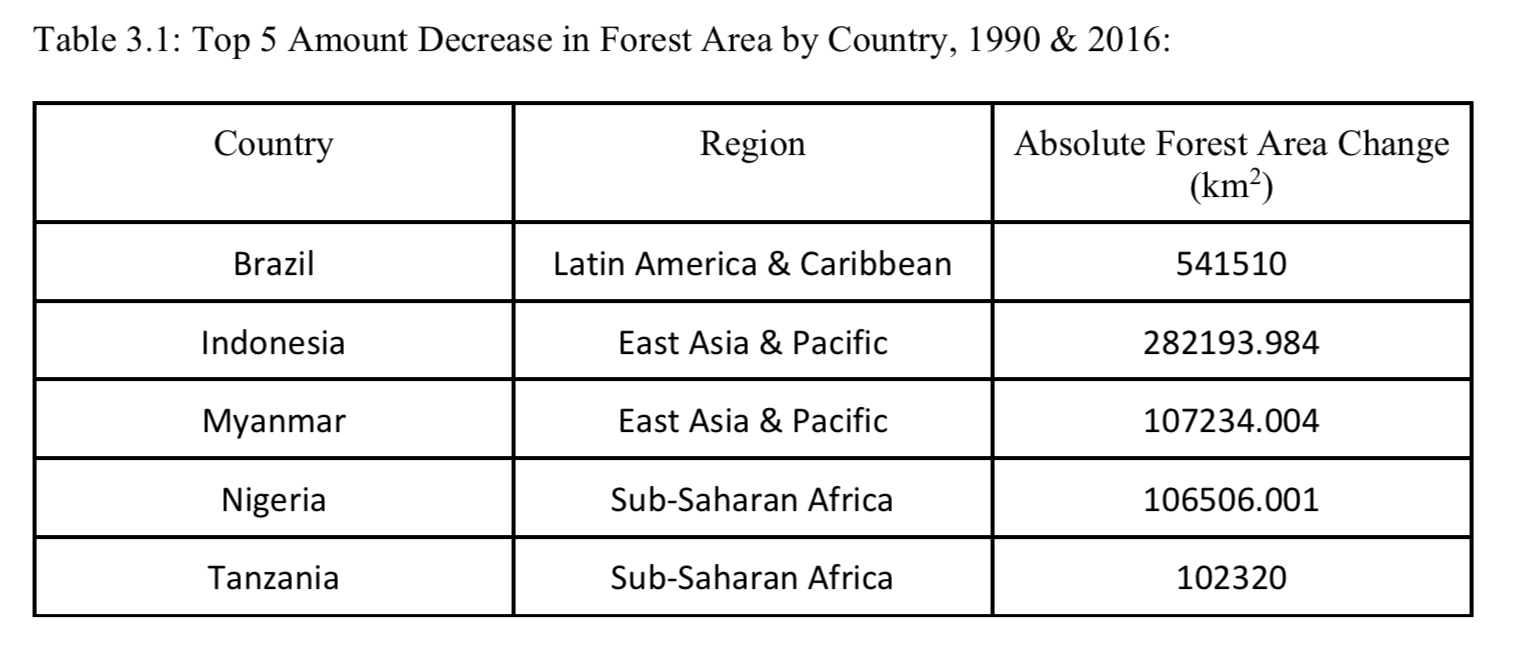 Table 3.1: Top 5 Amount Decrease in Forest Area by Country, 1990 & 2016:
Country Region Absolute Forest Area Change
(km²)
Brazil Latin America & Caribbean 541510
Indonesia East Asia & Pacific 282193.984
Myanmar East Asia & Pacific 107234.004
Nigeria Sub-Saharan Africa 106506.001
Tanzania Sub-Saharan Africa 102320